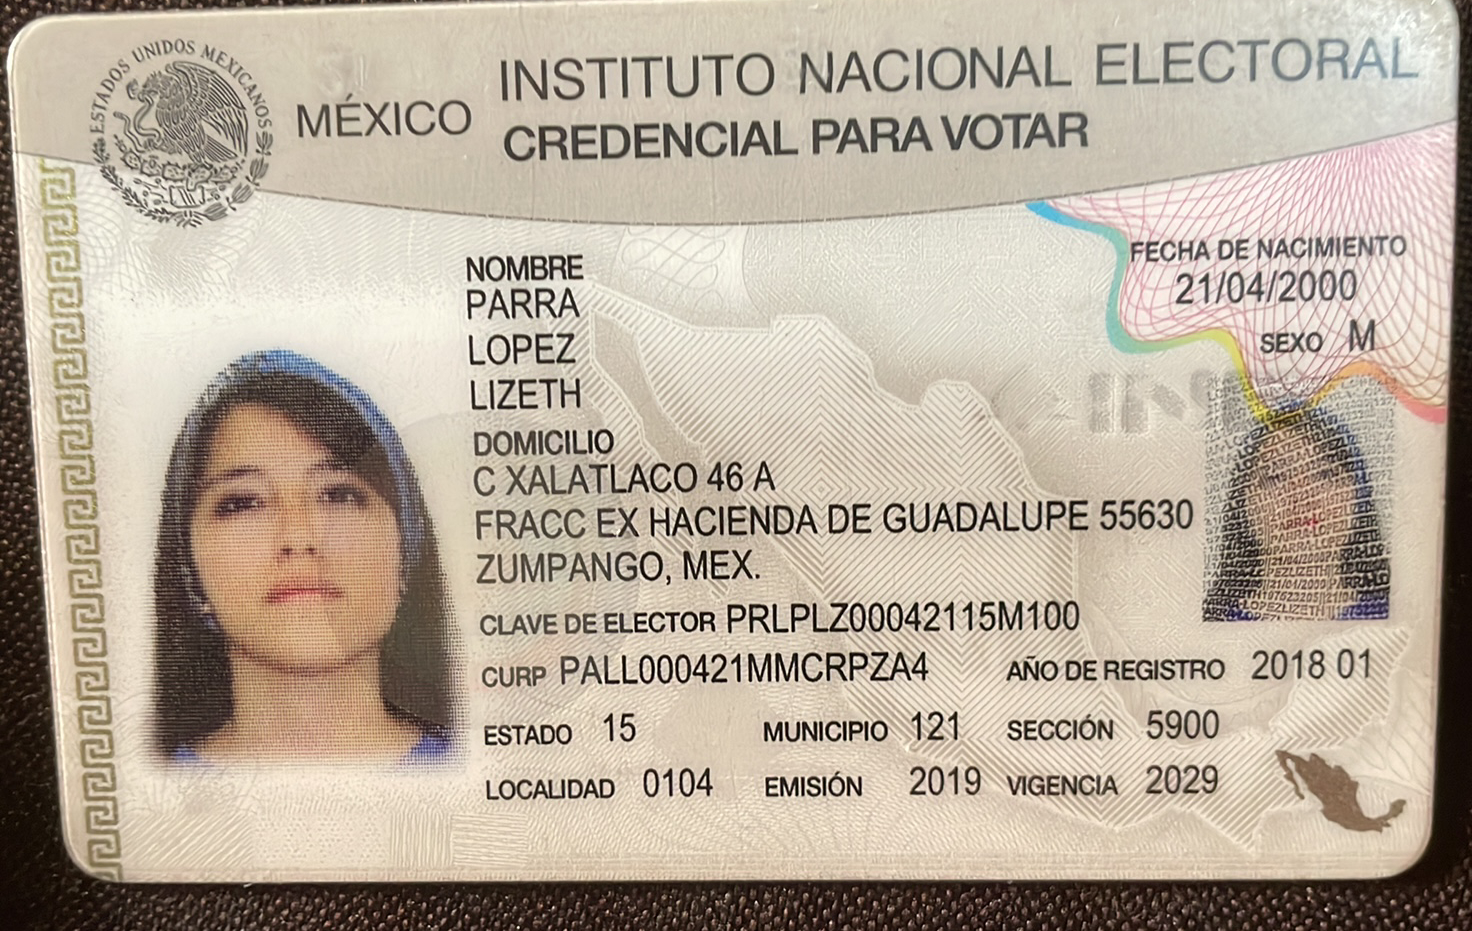 ESTADOS UNIDOS MEXICANOS
MÉXICO
INSTITUTO NACIONAL ELECTORAL
CREDENCIAL PARA VOTAR
FECHA DE NACIMIENTO
21/04/2000
SEXO M
NOMBRE
PARRA
LOPEZ
LIZETH
DOMICILIO
C XALATLACO 46 A
FRACC EX HACIENDA DE GUADALUPE 55630
ZUMPANGO, MEX.
CLAVE DE ELECTOR PRLPLZ00042115M100
CURP PALL000421MMCRPZA4 AÑO DE REGISTRO 2018 01
ESTADO 15 MUNICIPIO 121 SECCIÓN 5900
LOCALIDAD 0104 EMISIÓN 2019 VIGENCIA 2029